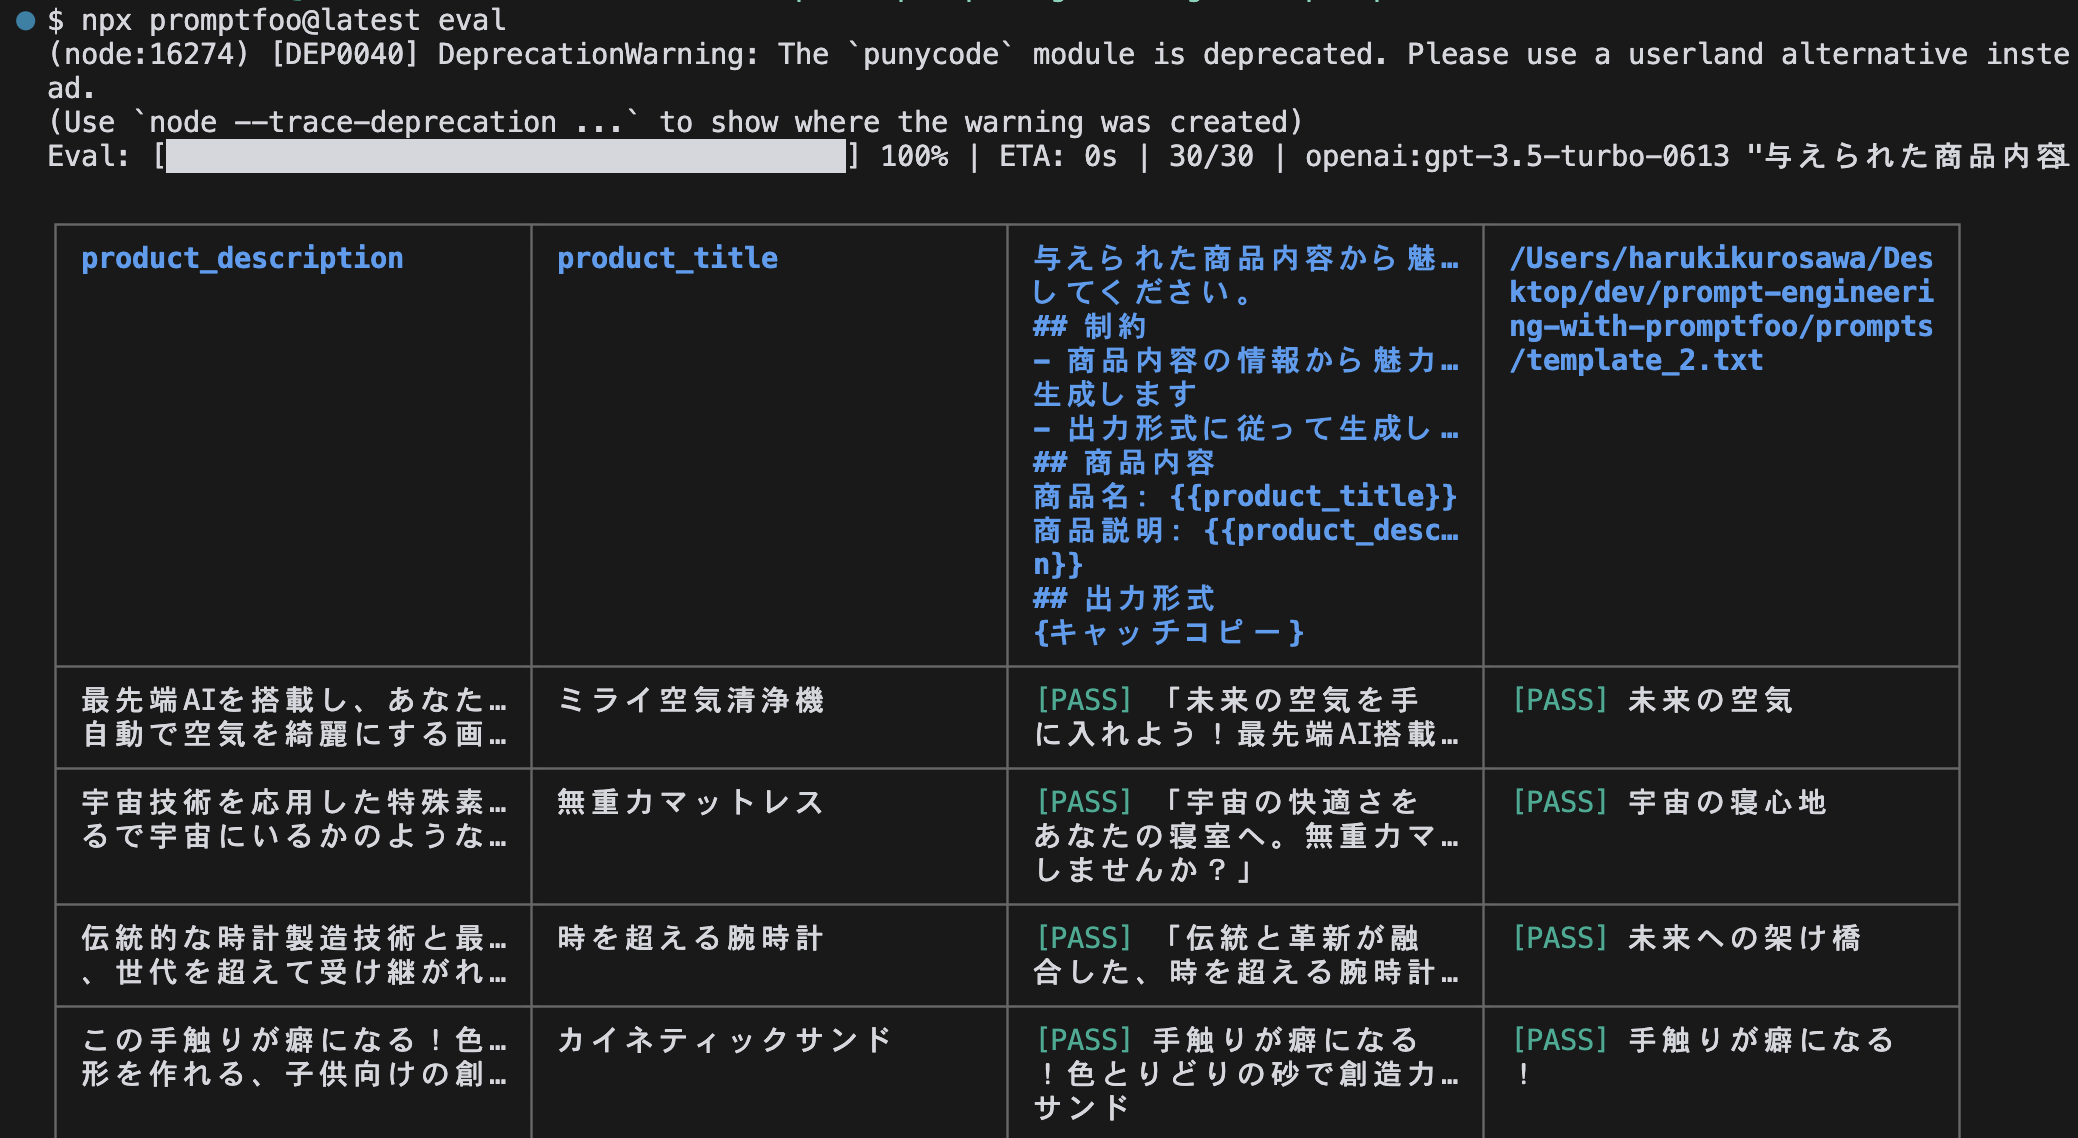 $ npx promptfoo@latest eval
(node:16274) [DEP0040] DeprecationWarning: The `punycode` module is deprecated. Please use a userland alternative inste
ad.
(Use `node --trace-deprecation ...` to show where the warning was created)
Eval: [ ] 100% | ETA: 0s | 30/30 | openai:gpt-3.5-turbo-0613 "与えられた商品内容
product_description
product_title
与えられた商品内容から魅…
してください。
## 制約
- 商品内容の情報から魅力…
生成します
- 出力形式に従って生成し…
## 商品内容
商品名: {{product_title}}
商品説明: {{product_desc…
n}}
## 出力形式
{キャッチコピー}
/Users/harukikurosawa/Des
ktop/dev/prompt-engineeri
ng-with-promptfoo/prompts
/template_2.txt
最先端AIを搭載し、あなた…
自動で空気を綺麗にする画…
ミライ空気清浄機
[PASS] 「未来の空気を手
に入れよう！最先端AI搭載…
[PASS] 未来の空気
宇宙技術を応用した特殊素…
るで宇宙にいるかのような…
無重力マットレス
[PASS] 「宇宙の快適さを
あなたの寝室へ。無重力マ…
しませんか？」
[PASS] 宇宙の寝心地
伝統的な時計製造技術と最…
、世代を超えて受け継がれ…
時を超える腕時計
[PASS] 「伝統と革新が融
合した、時を超える腕時計…
[PASS] 未来への架け橋
この手触りが癖になる！色…
形を作れる、子供向けの創…
カイネティックサンド
[PASS] 手触りが癖になる
！色とりどりの砂で創造力…
サンド
[PASS] 手触りが癖になる
！